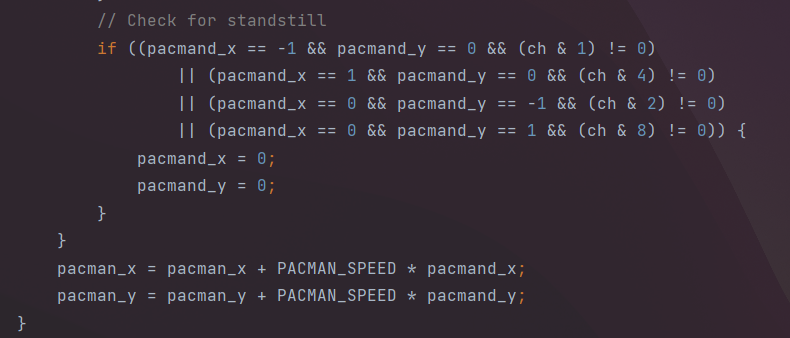 // Check for standstill
if ((pacmand_x == -1 && pacmand_y == 0 && (ch & 1) != 0)
|| (pacmand_x == 1 && pacmand_y == 0 && (ch & 4) != 0)
|| (pacmand_x == 0 && pacmand_y == -1 && (ch & 2) != 0)
|| (pacmand_x == 0 && pacmand_y == 1 && (ch & 8) != 0)) {
pacmand_x = 0;
pacmand_y = 0;
}
}
pacman_x = pacman_x + PACMAN_SPEED * pacmand_x;
pacman_y = pacman_y + PACMAN_SPEED * pacmand_y;
}